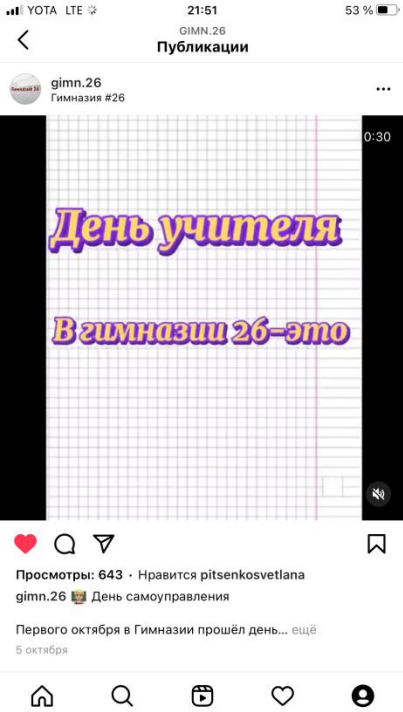 YOTA LTE 21:51 53 %
GIMN.26
Публикации
gimn.26
Гимназия #26
0:30
День учителя
В гимназии 26-это
Просмотры: 643 · Нравится pitsenkosvetlana
gimn.26 День самоуправления
Первого октября в Гимназии прошёл день... ещё
5 октября